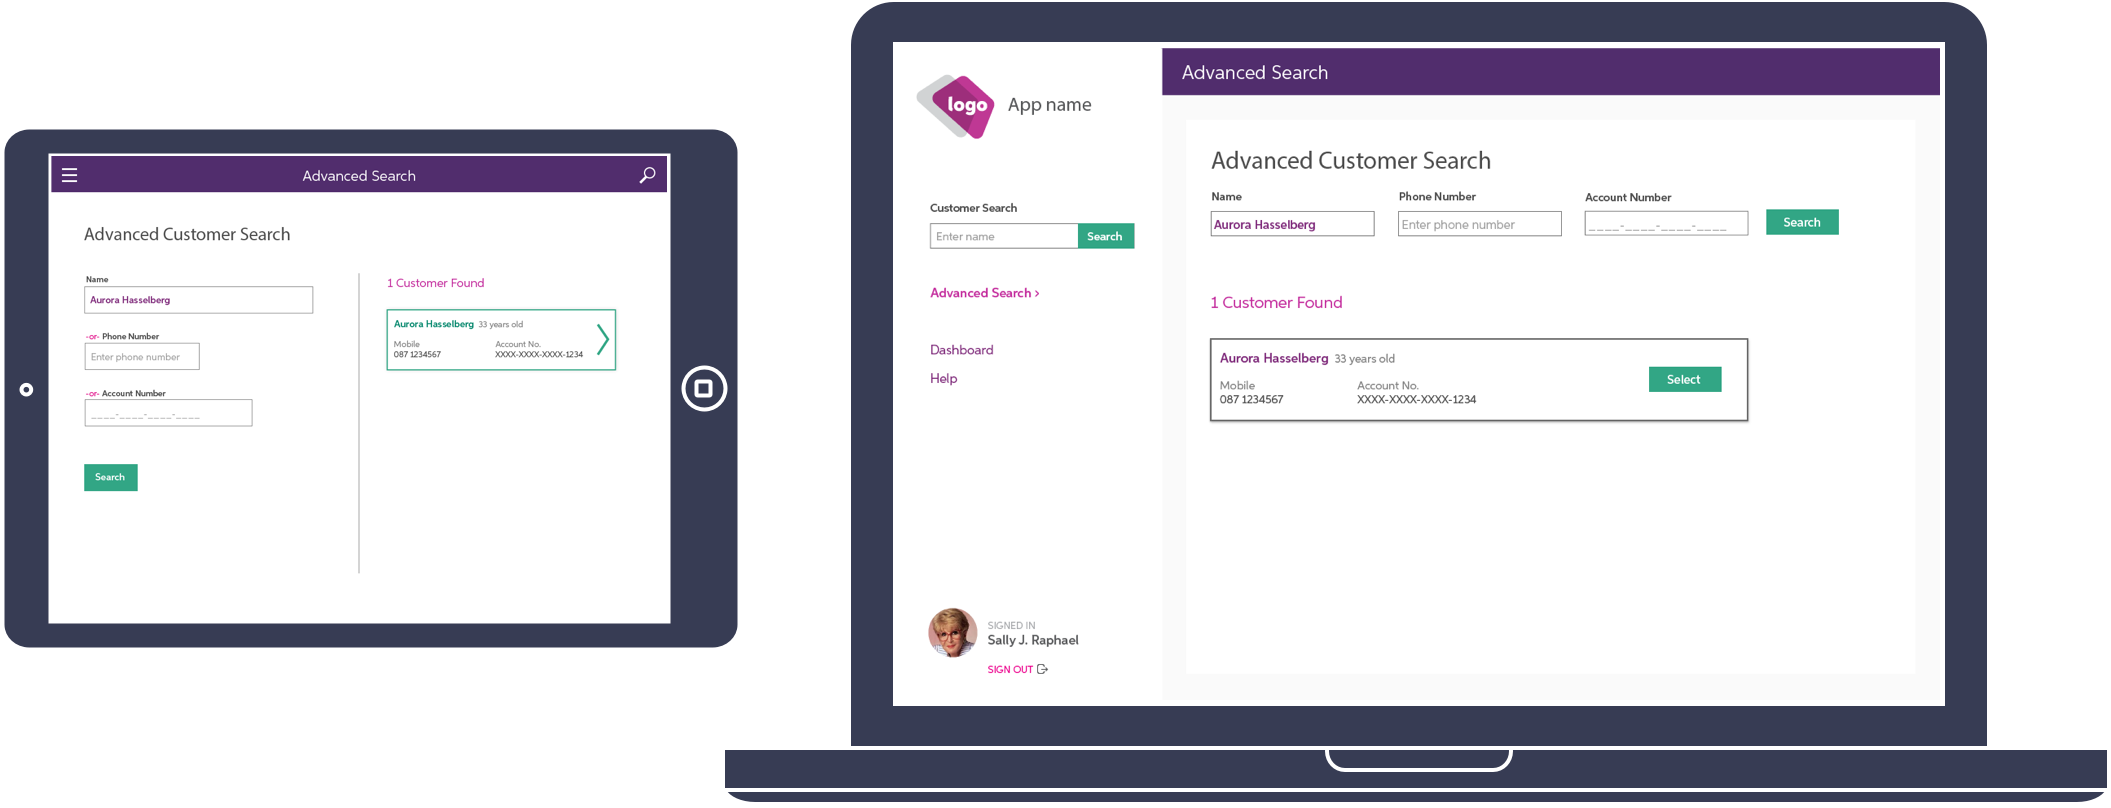 Advanced Search
Advanced Customer Search
Name
Aurora Hasselberg
-or- Phone Number
Enter phone number
-or- Account Number
____-____-____-____
Search
1 Customer Found
Aurora Hasselberg 33 years old
Mobile Account No.
087 1234567 XXXX-XXXX-XXXX-1234
logo App name
Customer Search
Enter name Search
Advanced Search >
Dashboard
Help
SIGNED IN
Sally J. Raphael
SIGN OUT
Advanced Search
Advanced Customer Search
Name Phone Number Account Number
Aurora Hasselberg Enter phone number ____-____-____-____ Search
1 Customer Found
Aurora Hasselberg 33 years old
Mobile Account No.
087 1234567 XXXX-XXXX-XXXX-1234
Select